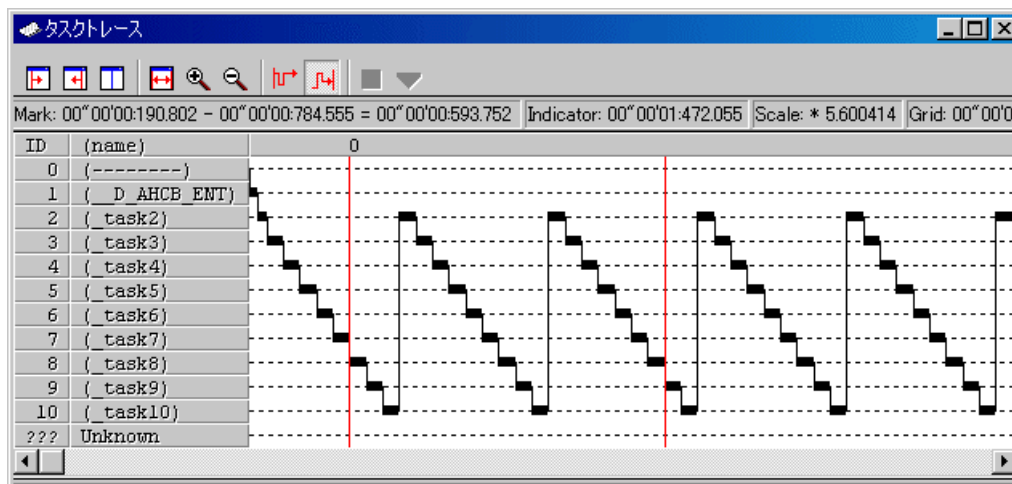 タスクトレース
Mark: 00"00'00:190.802 - 00"00'00:784.555 = 00"00'00:593.752 Indicator: 00"00'01:472.055 Scale: * 5.600414 Grid: 00"00'0
ID (name) 0
0 (--------)
1 (__D_AHCB_ENT)
2 (_task2)
3 (_task3)
4 (_task4)
5 (_task5)
6 (_task6)
7 (_task7)
8 (_task8)
9 (_task9)
10 (_task10)
??? Unknown